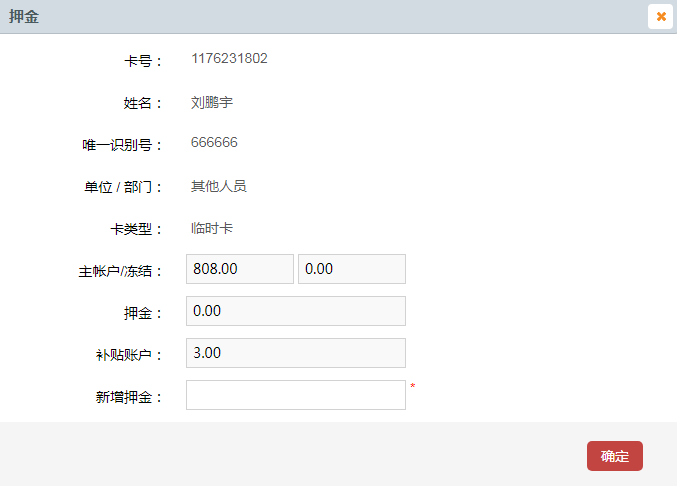 押金
卡号： 1176231802
姓名： 刘鹏宇
唯一识别号： 666666
单位 / 部门： 其他人员
卡类型： 临时卡
主帐户/冻结： 808.00 0.00
押金： 0.00
补贴账户： 3.00
新增押金： *
确定